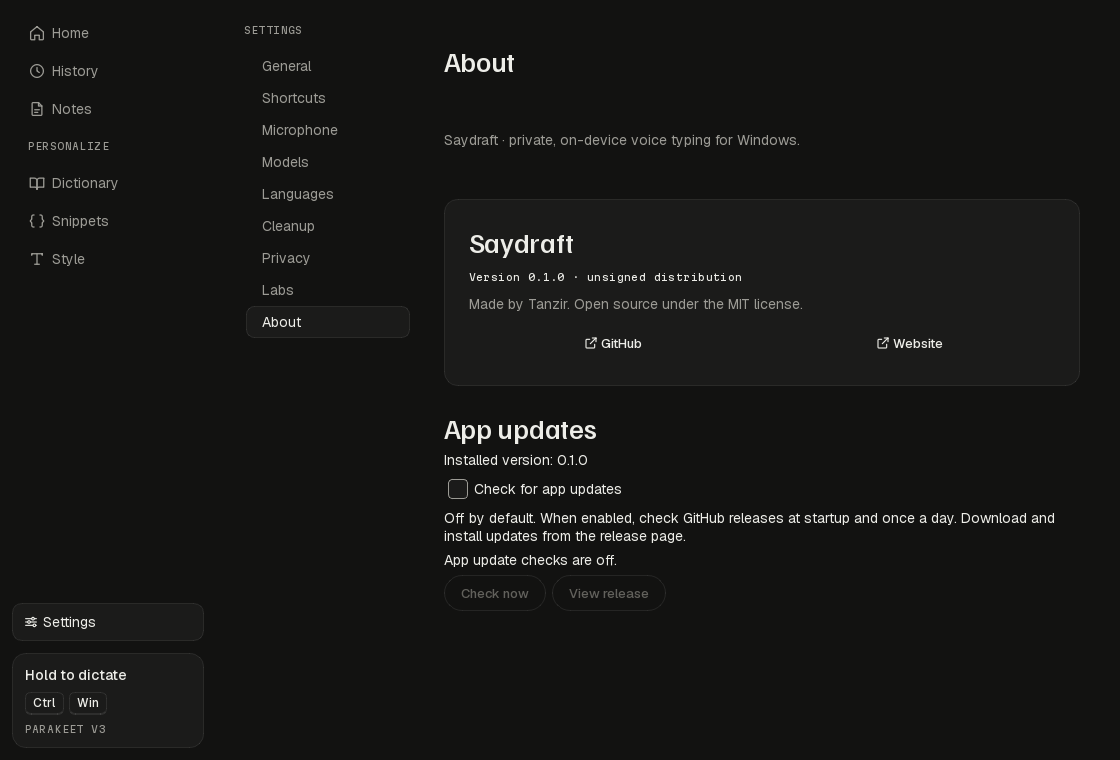 Home
History
Notes
PERSONALIZE
Dictionary
Snippets
Style
Settings
Hold to dictate
Ctrl Win
PARAKEET V3
SETTINGS
General
Shortcuts
Microphone
Models
Languages
Cleanup
Privacy
Labs
About
About
Saydraft · private, on-device voice typing for Windows.
Saydraft
Version 0.1.0 · unsigned distribution
Made by Tanzir. Open source under the MIT license.
GitHub Website
App updates
Installed version: 0.1.0
Check for app updates
Off by default. When enabled, check GitHub releases at startup and once a day. Download and
install updates from the release page.
App update checks are off.
Check now View release